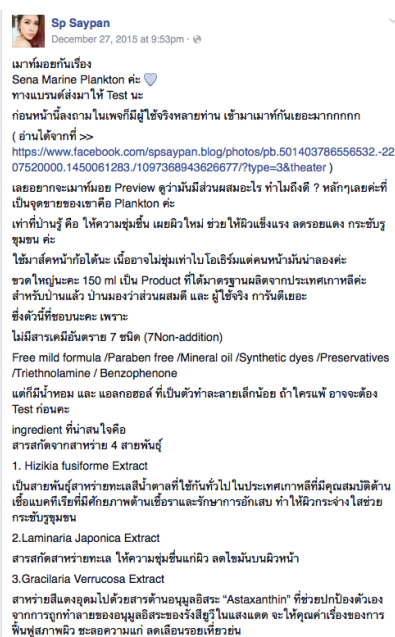 Sp Saypan
December 27, 2015 at 9:53pm ·
เมาท์มอยกันเรื่อง
Sena Marine Plankton ค่ะ
ทางแบรนด์ส่งมาให้ Test นะ
ก่อนหน้านี้ลงถามในเพจก็มีผู้ใช้จริงหลายท่าน เข้ามาเมาท์กันเยอะมากกกกก
( อ่านได้จากที่ >>
https://www.facebook.com/spsaypan.blog/photos/pb.501403786556532.-22
07520000.1450061283./1097368943626677/?type=3&theater )
เลยอยากจะเมาท์มอย Preview ดูว่ามันมีส่วนผสมอะไร ทำไมถึงดี ? หลักๆเลยค่ะที่
เป็นจุดขายของเขาคือ Plankton ค่ะ
เท่าที่ป่านรู้ คือ ให้ความชุ่มชื้น เผยผิวใหม่ ช่วยให้ผิวแข็งแรง ลดรอยแดง กระชับรู
ขุมขน ค่ะ
ใช้มาส์คหน้าก้อได้นะ เนื้ออาจไม่ชุ่มเท่าไบโอเธิร์มแต่คนหน้ามันน่าลองค่ะ
ขวดใหญ่นะคะ 150 ml เป็น Product ที่ได้มาตรฐานผลิตจากประเทศเกาหลีค่ะ
สำหรับป่านแล้ว ป่านมองว่าส่วนผสมดี และ ผู้ใช้จริง การันตีเยอะ
ซึ่งตัวนี้ที่ชอบนะคะ เพราะ
ไม่มีสารเคมีอันตราย 7 ชนิด (7Non-addition)
Free mild formula /Paraben free /Mineral oil /Synthetic dyes /Preservatives
/Triethnolamine / Benzophenone
แต่ก็มีน้ำหอม และ แอลกอฮอล์ ที่เป็นตัวทำละลายเล็กน้อย ถ้าใครแพ้ อาจจะต้อง
Test ก่อนคะ
ingredient ที่น่าสนใจคือ
สารสกัดจากสาหร่าย 4 สายพันธุ์
1. Hizikia fusiforme Extract
เป็นสายพันธุ์สาหร่ายทะเลสีน้ำตาลที่ใช้กันทั่วไปในประเทศเกาหลีที่มีคุณสมบัติต้าน
เชื้อแบคทีเรียที่มีศักยภาพต้านเชื้อราและรักษาการอักเสบ ทำให้ผิวกระจ่างใสช่วย
กระชับรูขุมขน
2.Laminaria Japonica Extract
สารสกัดสาหร่ายทะเล ให้ความชุ่มชื่นแก่ผิว ลดไขมันบนผิวหน้า
3.Gracilaria Verrucosa Extract
สาหร่ายสีแดงอุดมไปด้วยสารต้านอนุมูลอิสระ “Astaxanthin” ที่ช่วยปกป้องตัวเอง
จากการถูกทำลายของอนุมูลอิสระของรังสียูวีในแสงแดด จะให้คุณค่าเรื่องของการ
ฟื้นฟูสภาพผิว ชะลอความแก่ ลดเลือนรอยเหี่ยวย่น